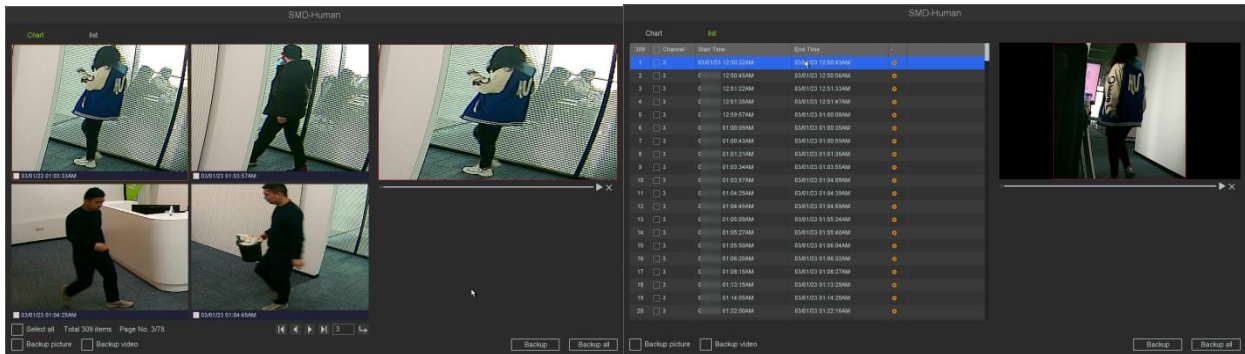 SMD-Human
Chart list
03/01/23 01:03:33AM 03/01/23 01:03:57AM
03/01/23 01:04:25AM 03/01/23 01:04:45AM
Select all Total 309 items Page No. 3/78 3
Backup picture Backup video Backup Backup all
SMD-Human
Chart list
309 Channel Start Time End Time
1 3 03/01/23 12:50:32AM 03/01/23 12:50:43AM
2 3 12:50:45AM 03/01/23 12:50:56AM
3 3 12:51:22AM 03/01/23 12:51:33AM
4 3 12:51:35AM 03/01/23 12:51:47AM
5 3 12:59:57AM 03/01/23 01:00:08AM
6 3 01:00:09AM 03/01/23 01:00:35AM
7 3 01:00:43AM 03/01/23 01:00:59AM
8 3 01:01:21AM 03/01/23 01:01:36AM
9 3 01:03:34AM 03/01/23 01:03:55AM
10 3 01:03:57AM 03/01/23 01:04:09AM
11 3 01:04:25AM 03/01/23 01:04:39AM
12 3 01:04:45AM 03/01/23 01:04:59AM
13 3 01:05:09AM 03/01/23 01:05:24AM
14 3 01:05:27AM 03/01/23 01:05:40AM
15 3 01:05:50AM 03/01/23 01:06:04AM
16 3 01:06:20AM 03/01/23 01:06:32AM
17 3 01:08:15AM 03/01/23 01:08:27AM
18 3 01:13:15AM 03/01/23 01:13:29AM
19 3 01:14:05AM 03/01/23 01:14:20AM
20 3 01:22:00AM 03/01/23 01:22:16AM
Backup picture Backup video Backup Backup all